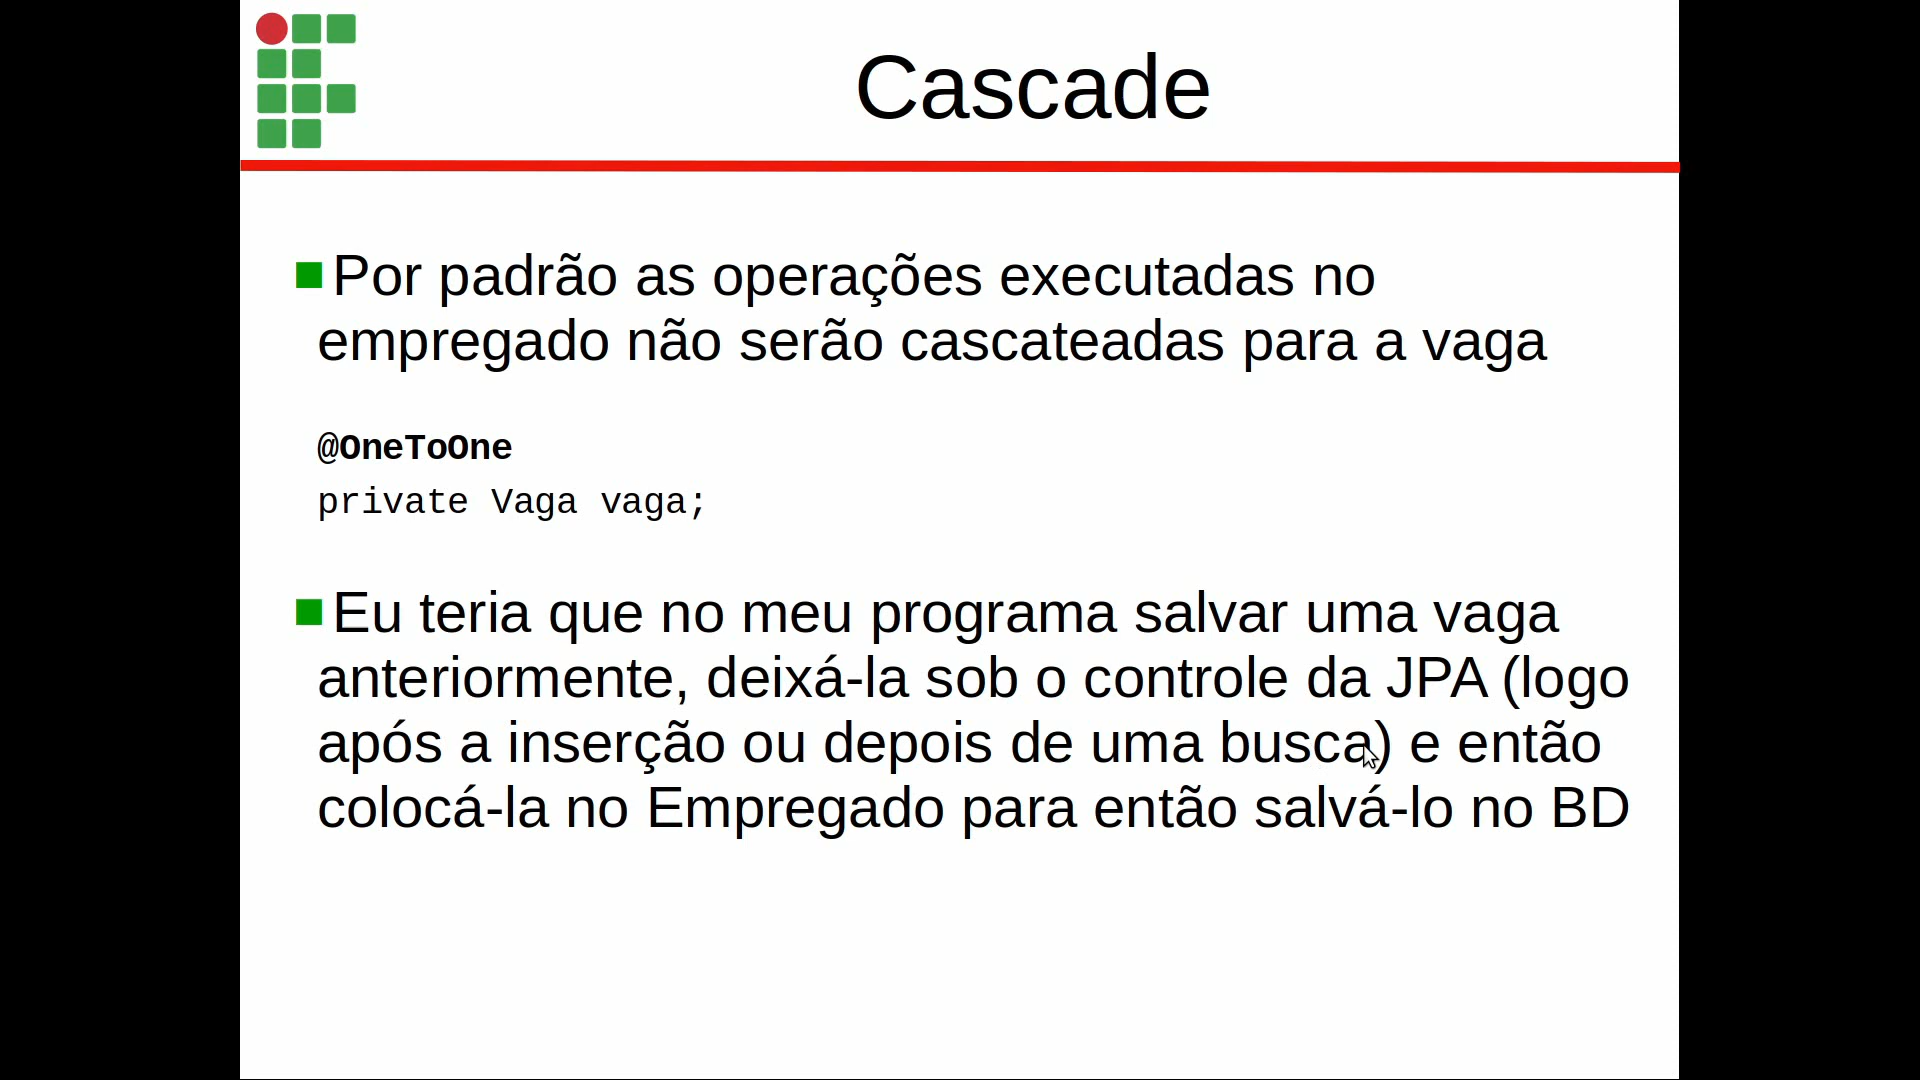 Cascade
Por padrão as operações executadas no
empregado não serão cascateadas para a vaga
@OneToOne
private Vaga vaga;
Eu teria que no meu programa salvar uma vaga
anteriormente, deixá-la sob o controle da JPA (logo
após a inserção ou depois de uma busca) e então
colocá-la no Empregado para então salvá-lo no BD